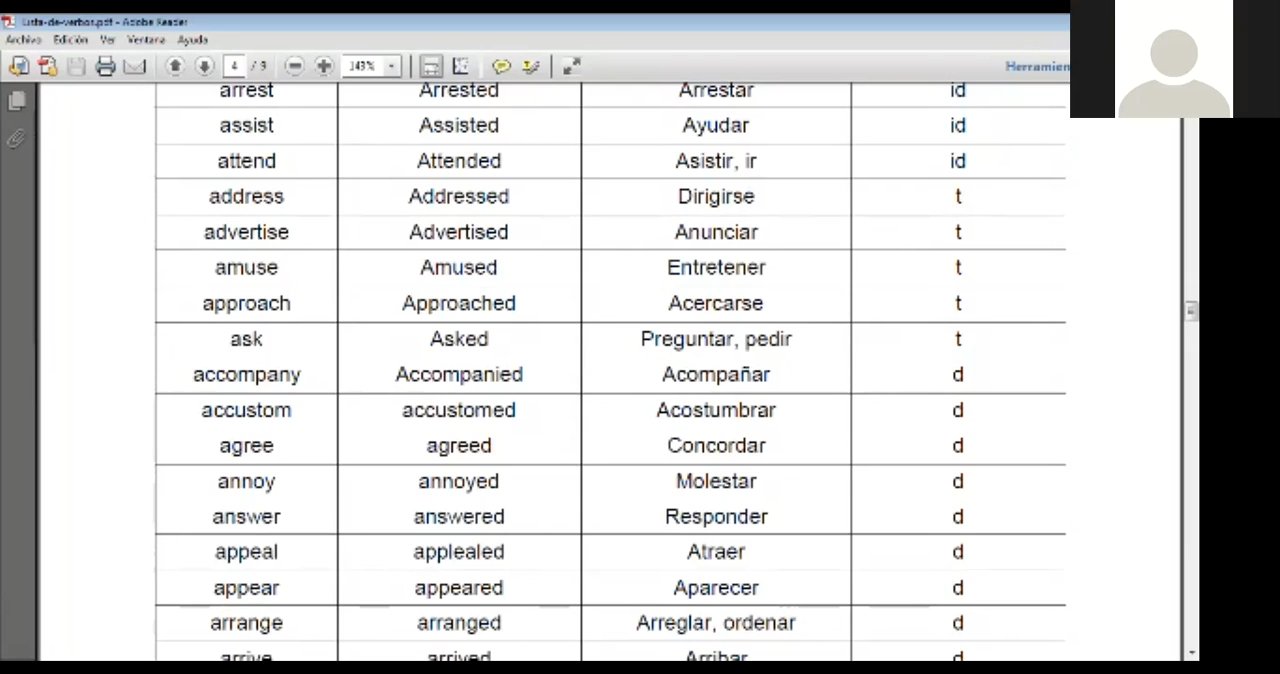 Lista-de-verbos.pdf - Adobe Reader
Archivo Edición Ver Ventana Ayuda
4 / 9 143% Herramien
arrest Arrested Arrestar id
assist Assisted Ayudar id
attend Attended Asistir, ir id
address Addressed Dirigirse t
advertise Advertised Anunciar t
amuse Amused Entretener t
approach Approached Acercarse t
ask Asked Preguntar, pedir t
accompany Accompanied Acompañar d
accustom accustomed Acostumbrar d
agree agreed Concordar d
annoy annoyed Molestar d
answer answered Responder d
appeal applealed Atraer d
appear appeared Aparecer d
arrange arranged Arreglar, ordenar d
arrive arrived Arribar d